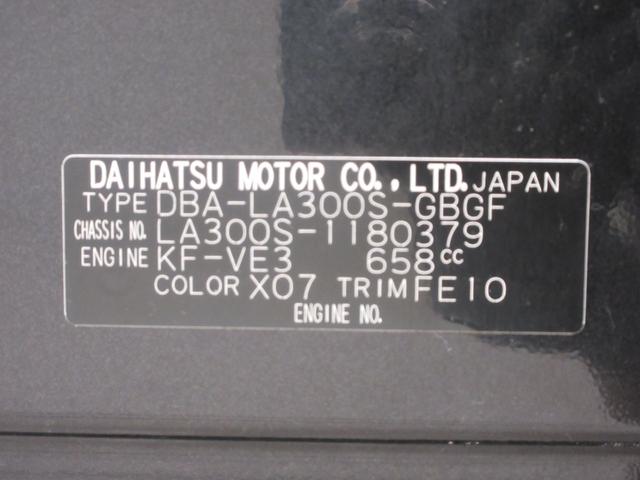 DAIHATSU MOTOR CO., LTD. JAPAN
TYPE DBA-LA300S-GBGF
CHASSIS NO. LA300S-1180379
ENGINE KF-VE3 658cc
COLOR X07 TRIM FE10
ENGINE NO.